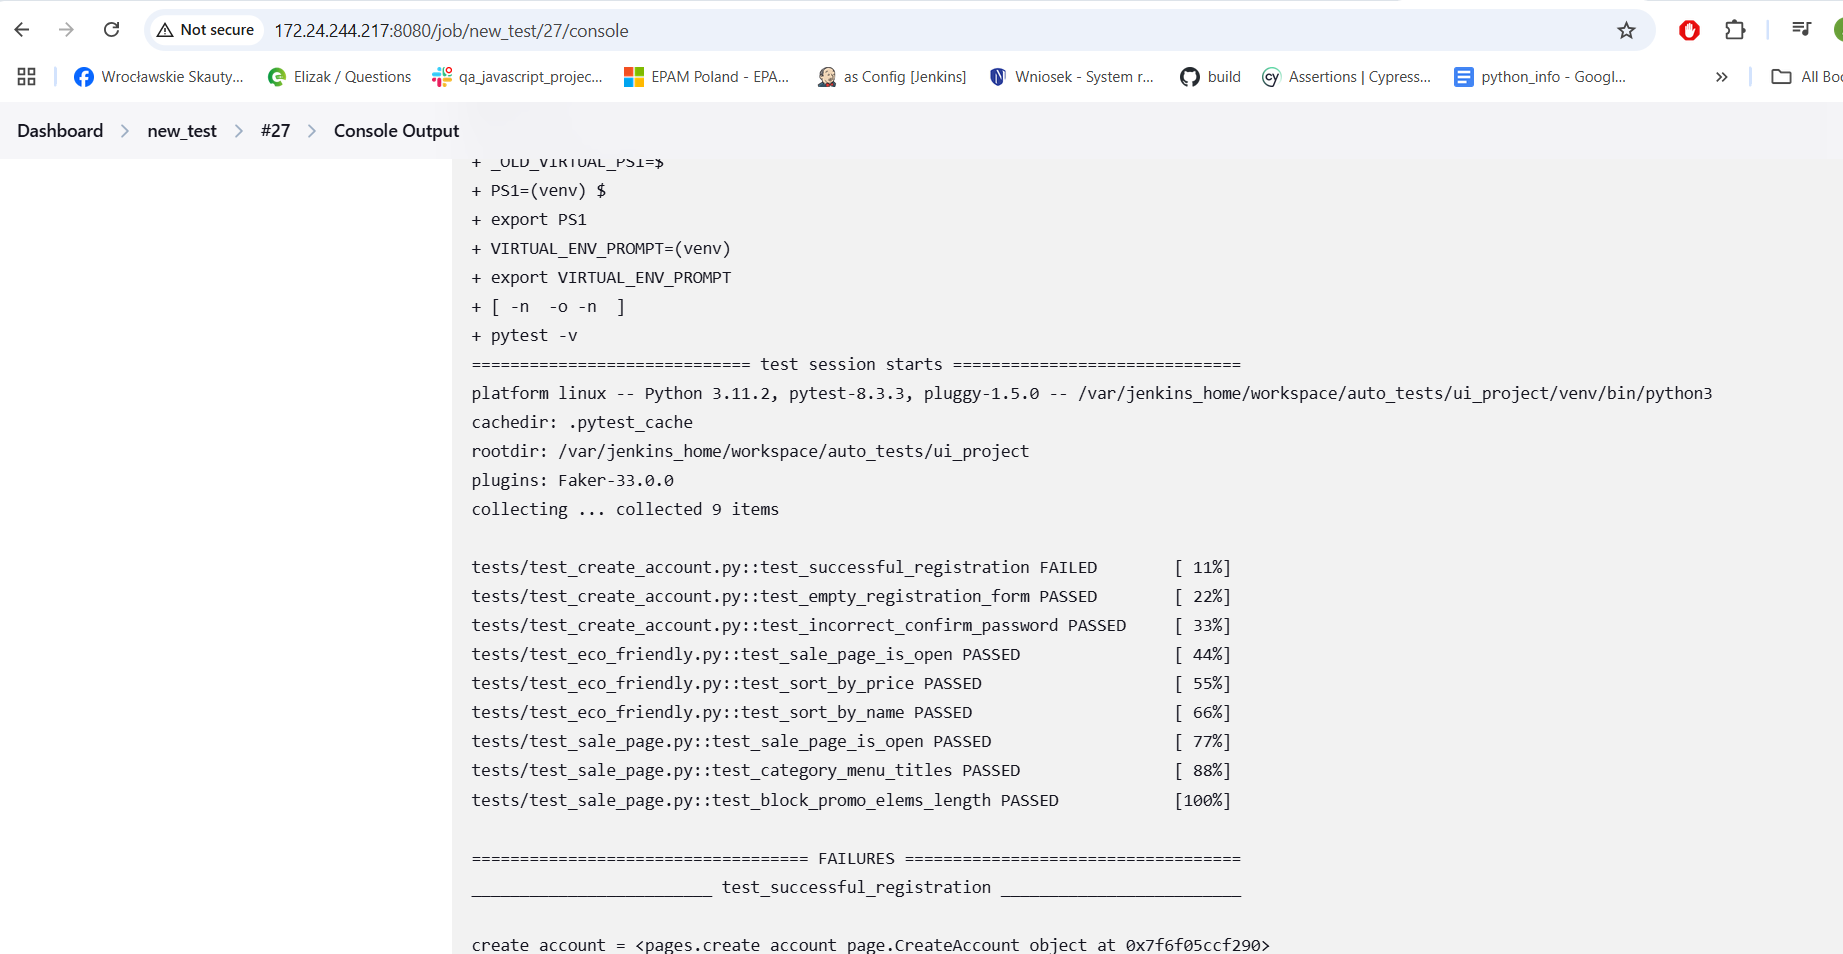 Not secure 172.24.244.217:8080/job/new_test/27/console
Wrocławskie Skauty... Elizak / Questions qa_javascript_projec... EPAM Poland - EPA... as Config [Jenkins] Wniosek - System r... build Assertions | Cypress... python_info - Googl... » All Boo
Dashboard > new_test > #27 > Console Output
+ _OLD_VIRTUAL_PS1=$
+ PS1=(venv) $
+ export PS1
+ VIRTUAL_ENV_PROMPT=(venv)
+ export VIRTUAL_ENV_PROMPT
+ [ -n  -o -n  ]
+ pytest -v
============================= test session starts ==============================
platform linux -- Python 3.11.2, pytest-8.3.3, pluggy-1.5.0 -- /var/jenkins_home/workspace/auto_tests/ui_project/venv/bin/python3
cachedir: .pytest_cache
rootdir: /var/jenkins_home/workspace/auto_tests/ui_project
plugins: Faker-33.0.0
collecting ... collected 9 items
tests/test_create_account.py::test_successful_registration FAILED        [ 11%]
tests/test_create_account.py::test_empty_registration_form PASSED        [ 22%]
tests/test_create_account.py::test_incorrect_confirm_password PASSED     [ 33%]
tests/test_eco_friendly.py::test_sale_page_is_open PASSED                [ 44%]
tests/test_eco_friendly.py::test_sort_by_price PASSED                    [ 55%]
tests/test_eco_friendly.py::test_sort_by_name PASSED                     [ 66%]
tests/test_sale_page.py::test_sale_page_is_open PASSED                   [ 77%]
tests/test_sale_page.py::test_category_menu_titles PASSED                [ 88%]
tests/test_sale_page.py::test_block_promo_elems_length PASSED            [100%]
=================================== FAILURES ===================================
_________________________ test_successful_registration _________________________
create_account = <pages.create_account_page.CreateAccount object at 0x7f6f05ccf290>